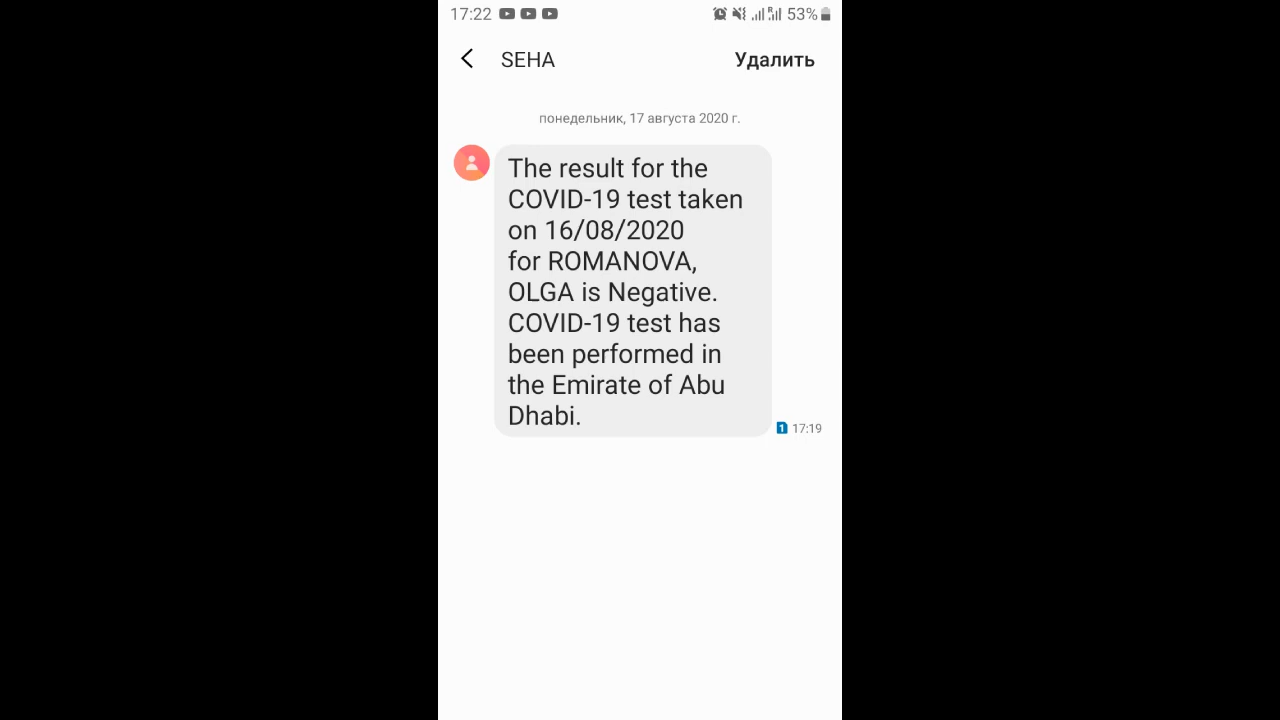 17:22 53%
SEHA Удалить
понедельник, 17 августа 2020 г.
The result for the
COVID-19 test taken
on 16/08/2020
for ROMANOVA,
OLGA is Negative.
COVID-19 test has
been performed in
the Emirate of Abu
Dhabi.
1 17:19